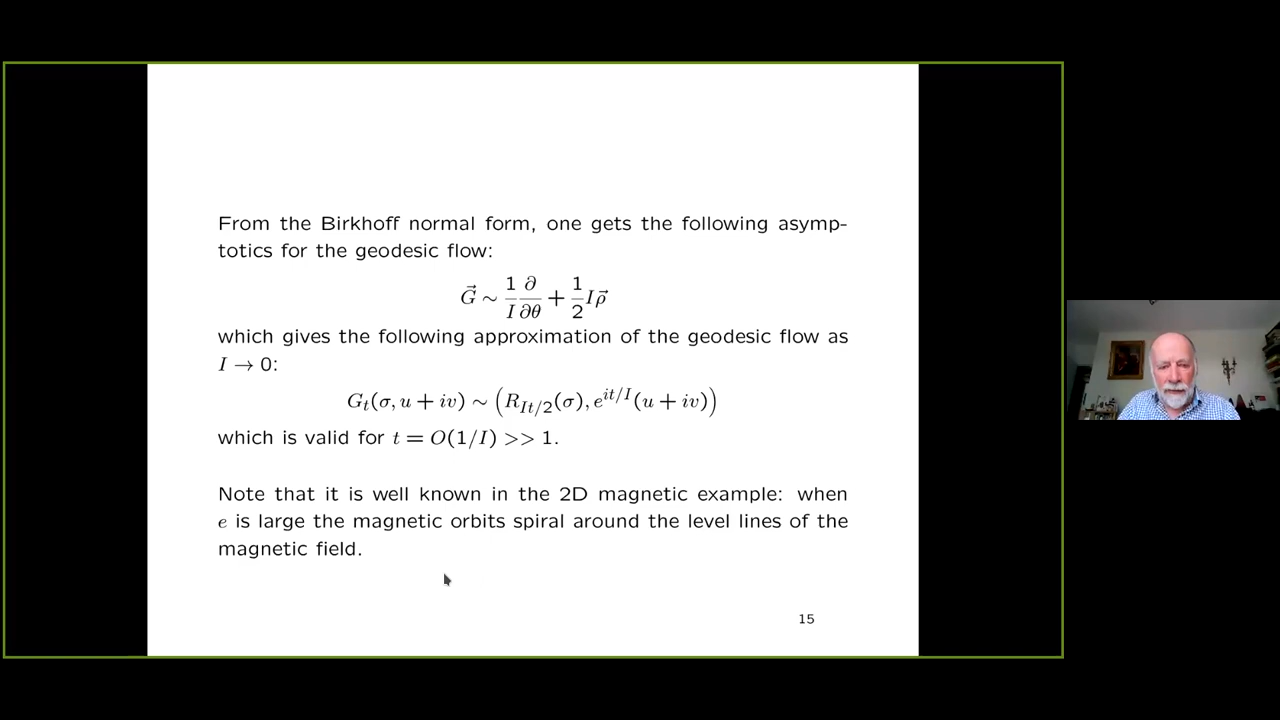 From the Birkhoff normal form, one gets the following asymp-
totics for the geodesic flow:
$\vec{G} \sim \frac{1}{I}\frac{\partial}{\partial\theta} + \frac{1}{2}I\vec{\rho}$
which gives the following approximation of the geodesic flow as
$I \to 0$:
$G_t(\sigma, u + iv) \sim \left(R_{It/2}(\sigma), e^{it/I}(u + iv)\right)$
which is valid for $t = O(1/I) >> 1$.
Note that it is well known in the 2D magnetic example: when
$e$ is large the magnetic orbits spiral around the level lines of the
magnetic field.
15